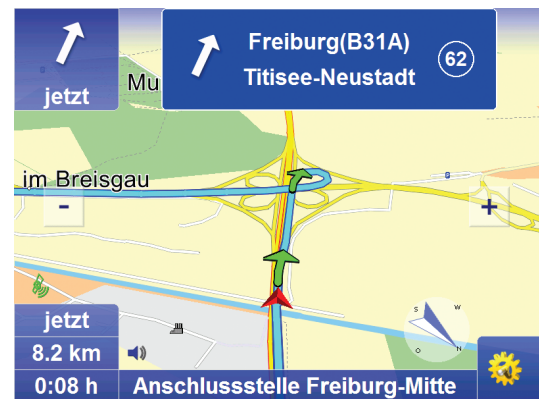 Freiburg(B31A)
Titisee-Neustadt
62
jetzt
Mu
im Breisgau
-
+
S W
O N
jetzt
8.2 km
0:08 h
Anschlussstelle Freiburg-Mitte